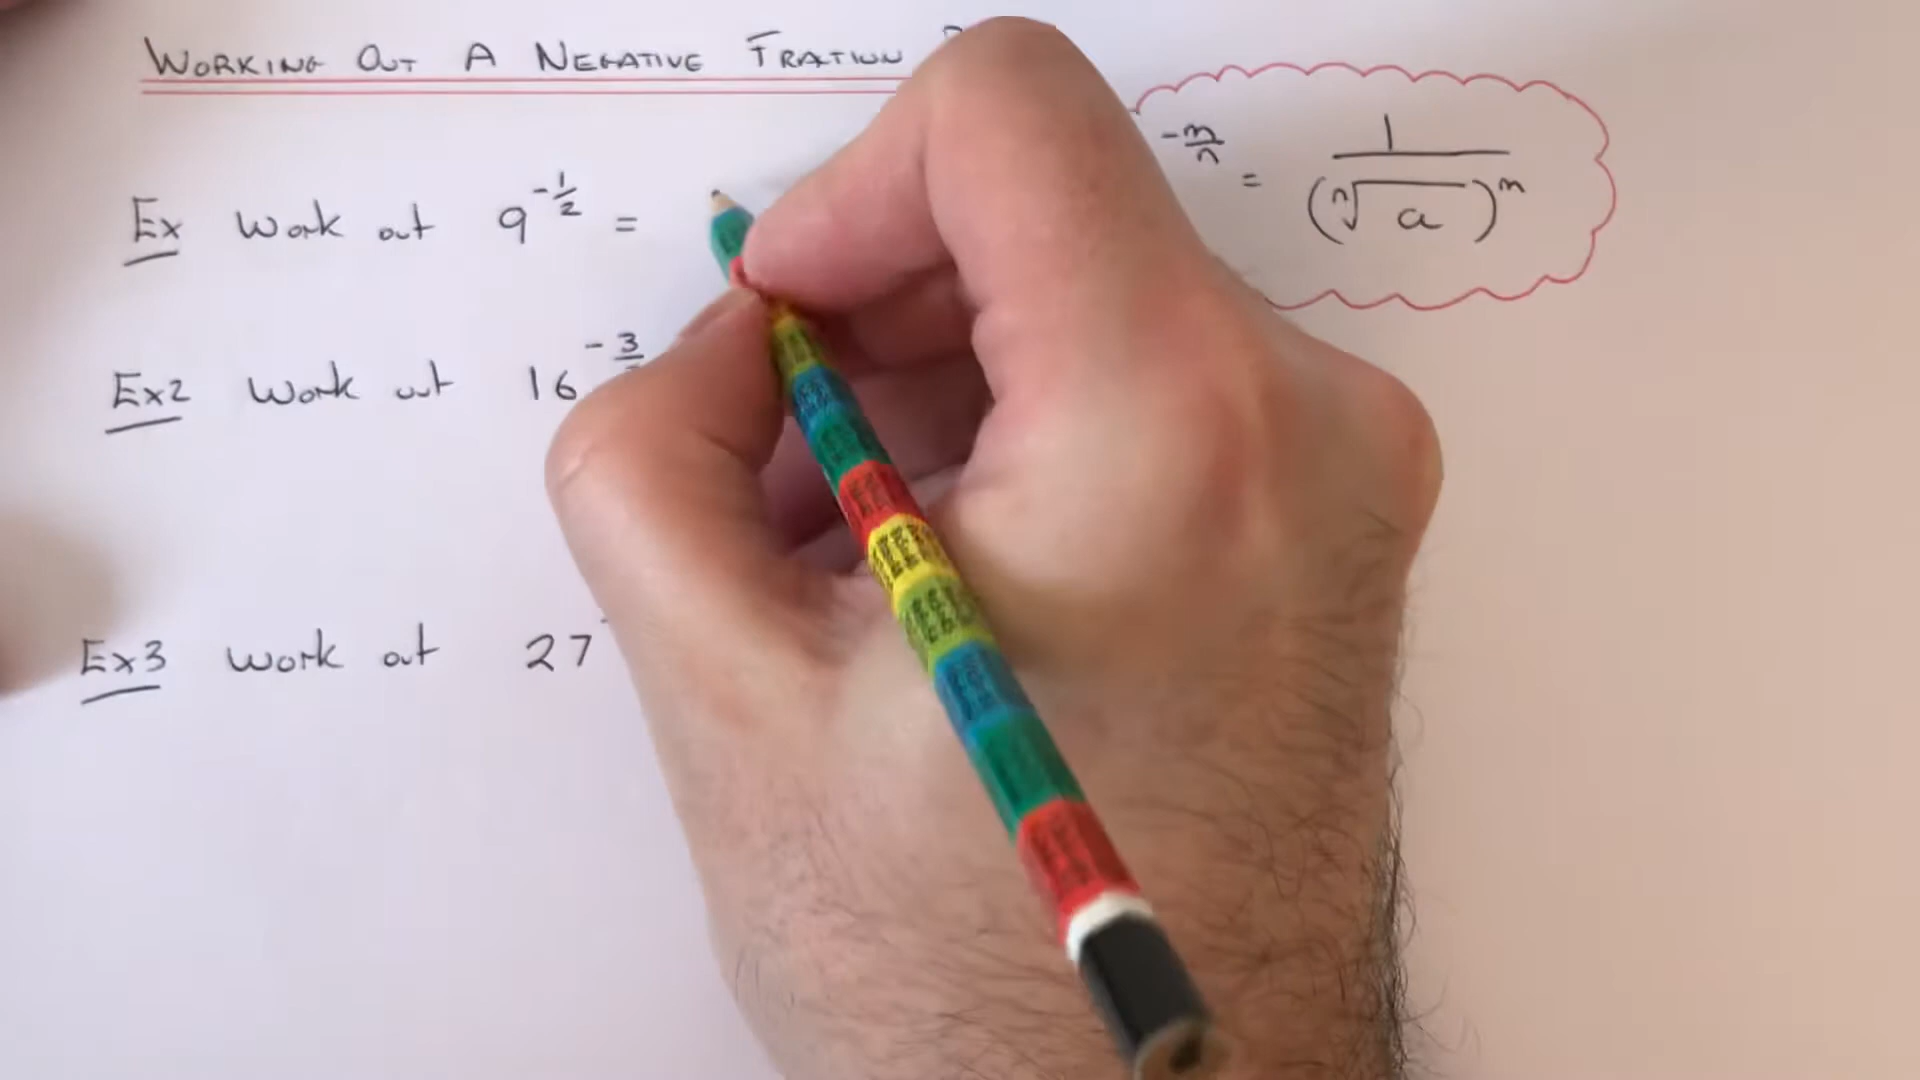 WORKING OUT A NEGATIVE FRACTION
-m/n = 1/(ⁿ√a)^m
Ex Work out 9^-1/2 =
Ex2 Work out 16
Ex3 Work out 27